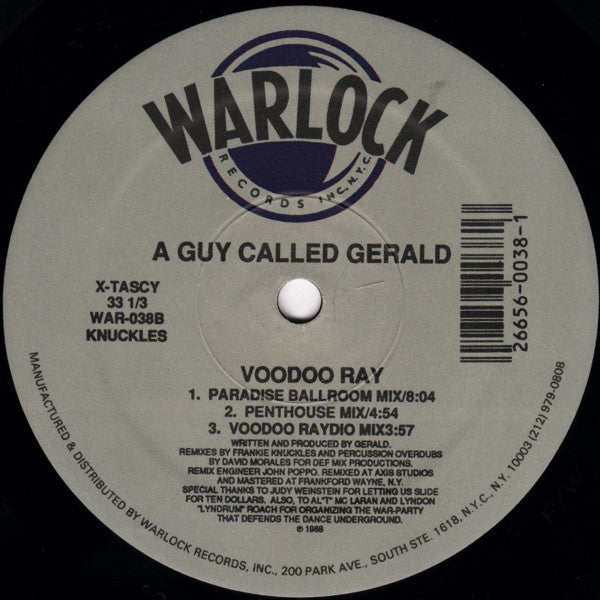 WARLOCK
RECORDS INC, N.Y.C.
A GUY CALLED GERALD
X-TASCY
33 1/3
WAR-038B
KNUCKLES
26656-0038-1
VOODOO RAY
1. PARADISE BALLROOM MIX/8:04
2. PENTHOUSE MIX/4:54
3. VOODOO RAYDIO MIX3:57
WRITTEN AND PRODUCED BY GERALD.
REMIXES BY FRANKIE KNUCKLES AND PERCUSSION OVERDUBS
BY DAVID MORALES FOR DEF MIX PRODUCTIONS.
REMIX ENGINEER JOHN POPPO. REMIXED AT AXIS STUDIOS
AND MASTERED AT FRANKFORD WAYNE, N.Y.
SPECIAL THANKS TO JUDY WEINSTEIN FOR LETTING US SLIDE
FOR TEN DOLLARS. ALSO, TO AL"T" MC LARAN AND LYNDON
"LYNDRUM" ROACH FOR ORGANIZING THE WAR-PARTY
THAT DEFENDS THE DANCE UNDERGROUND.
℗ 1988
MANUFACTURED & DISTRIBUTED BY WARLOCK RECORDS, INC., 200 PARK AVE., SOUTH STE. 1618, N.Y.C., N.Y. 10003 (212) 979-0808